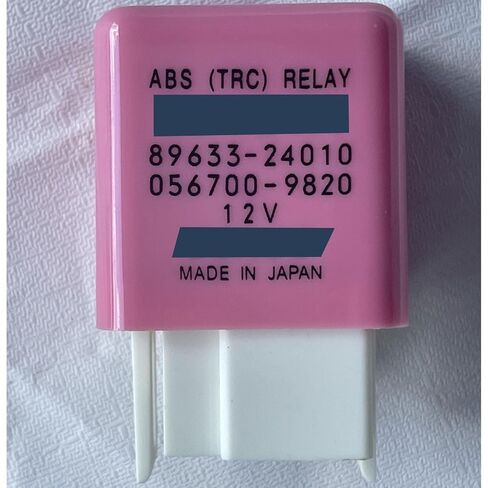 ABS (TRC) RELAY
89633-24010
056700-9820
12V
MADE IN JAPAN